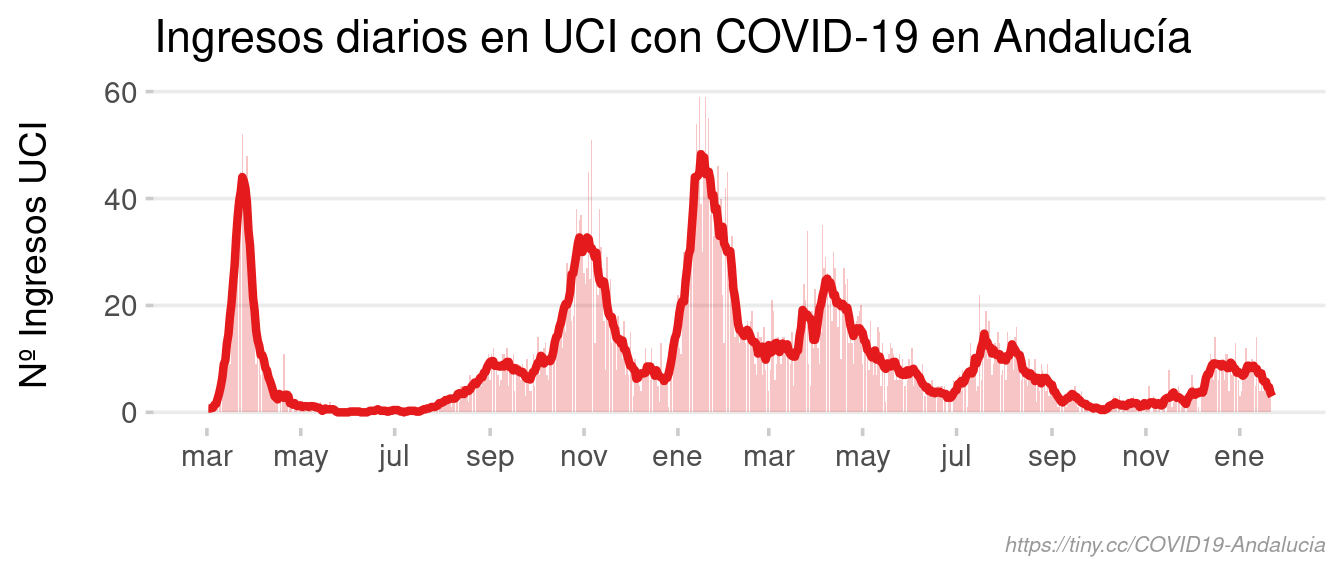 Ingresos diarios en UCI con COVID-19 en Andalucía
Nº Ingresos UCI
60
40
20
0
mar may jul sep nov ene mar may jul sep nov ene
https://tiny.cc/COVID19-Andalucia